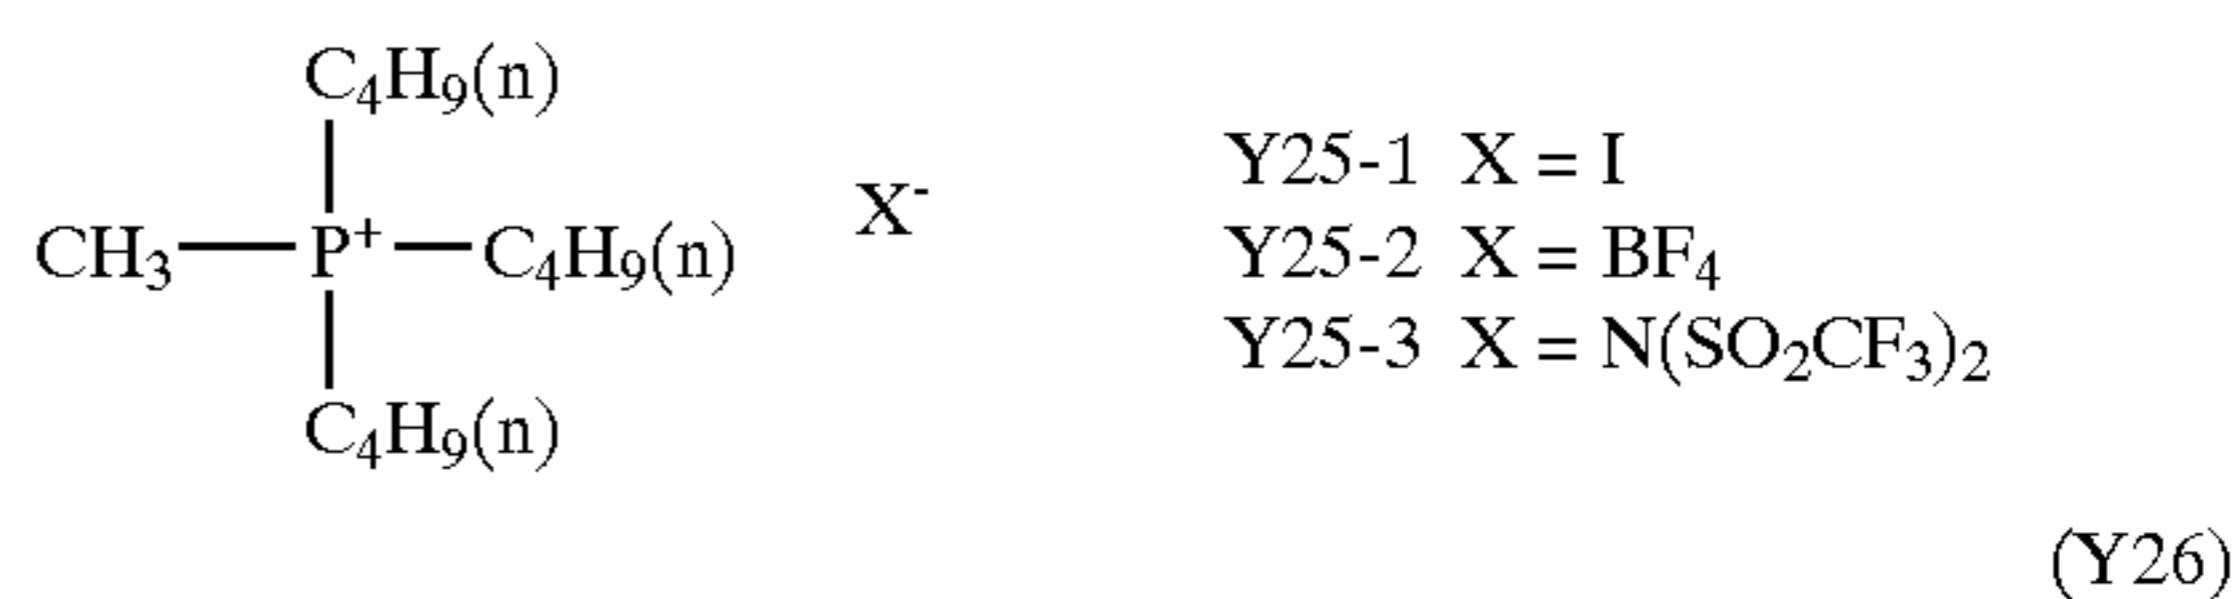 C4H9(n)
CH3—P+—C4H9(n) X-
C4H9(n)
Y25-1 X = I
Y25-2 X = BF4
Y25-3 X = N(SO2CF3)2
(Y26)